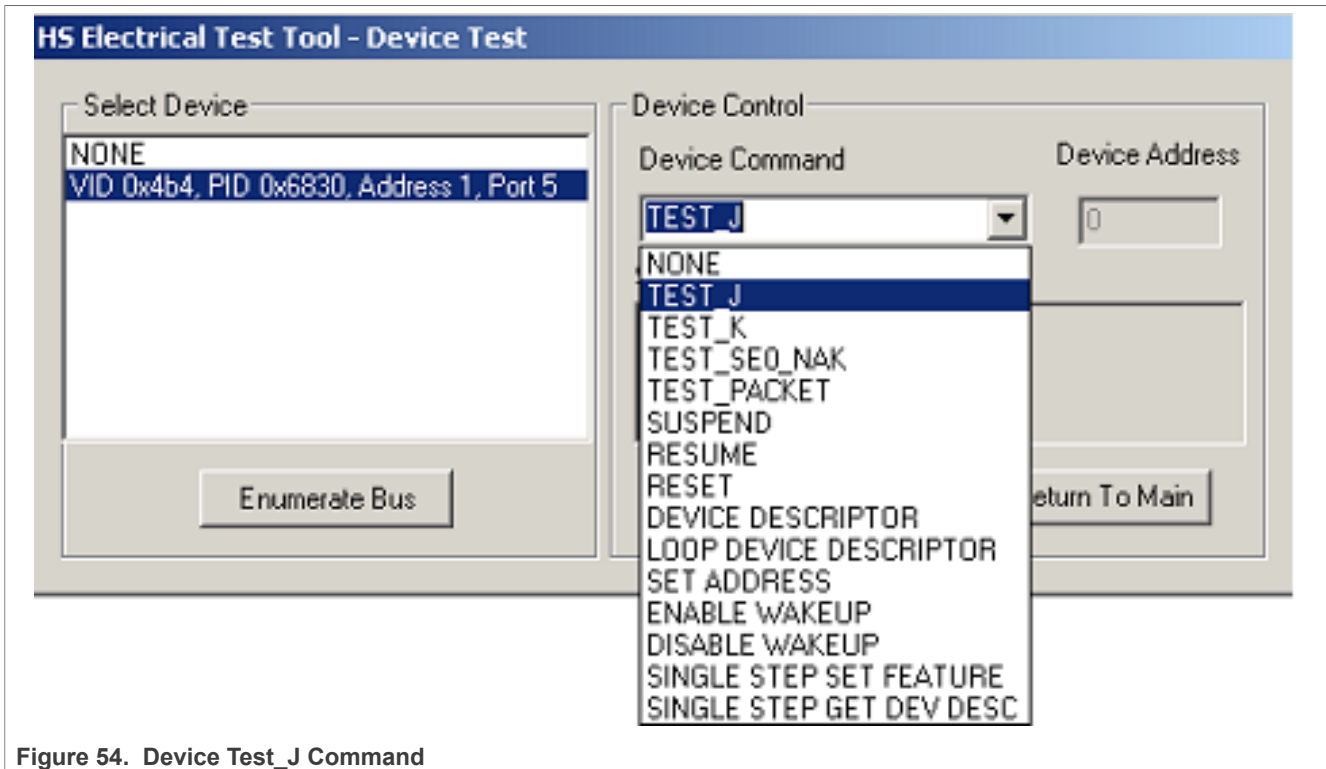 HS Electrical Test Tool - Device Test
Select Device
NONE
VID 0x4b4, PID 0x6830, Address 1, Port 5
Enumerate Bus
Device Control
Device Command
Device Address
TEST_J
0
NONE
TEST_J
TEST_K
TEST_SE0_NAK
TEST_PACKET
SUSPEND
RESUME
RESET
DEVICE DESCRIPTOR
LOOP DEVICE DESCRIPTOR
SET ADDRESS
ENABLE WAKEUP
DISABLE WAKEUP
SINGLE STEP SET FEATURE
SINGLE STEP GET DEV DESC
eturn To Main
Figure 54. Device Test_J Command